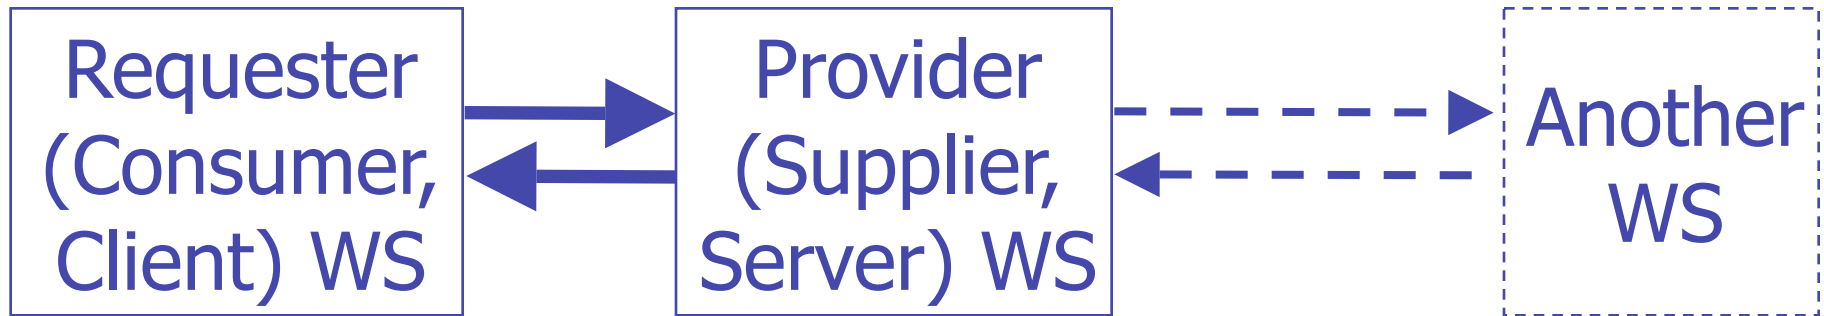 Requester
(Consumer,
Client) WS
Provider
(Supplier,
Server) WS
Another
WS